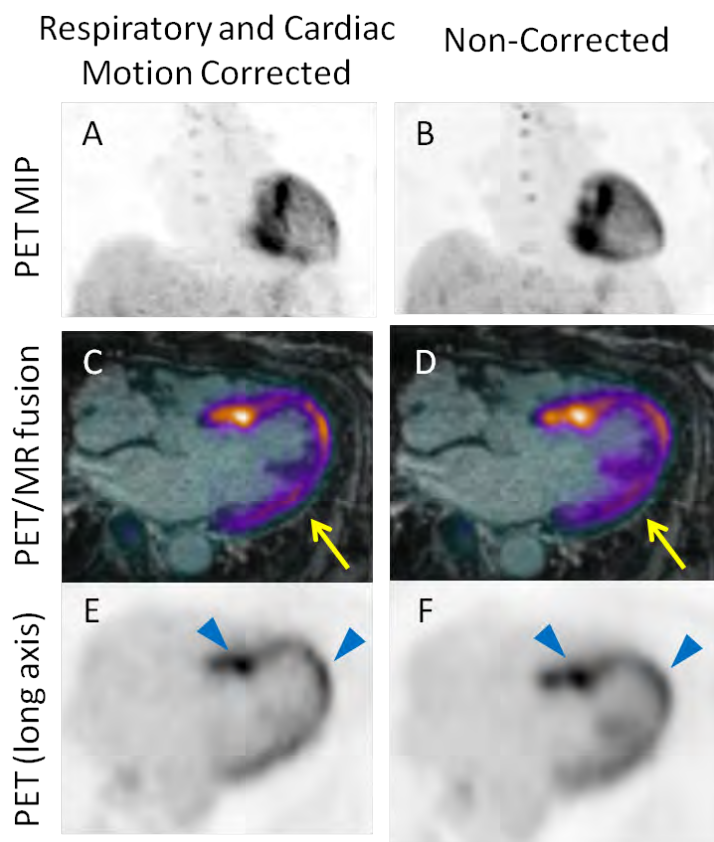 Respiratory and Cardiac
Motion Corrected
Non-Corrected
PET MIP
A
B
PET/MR fusion
C
D
PET (long axis)
E
F